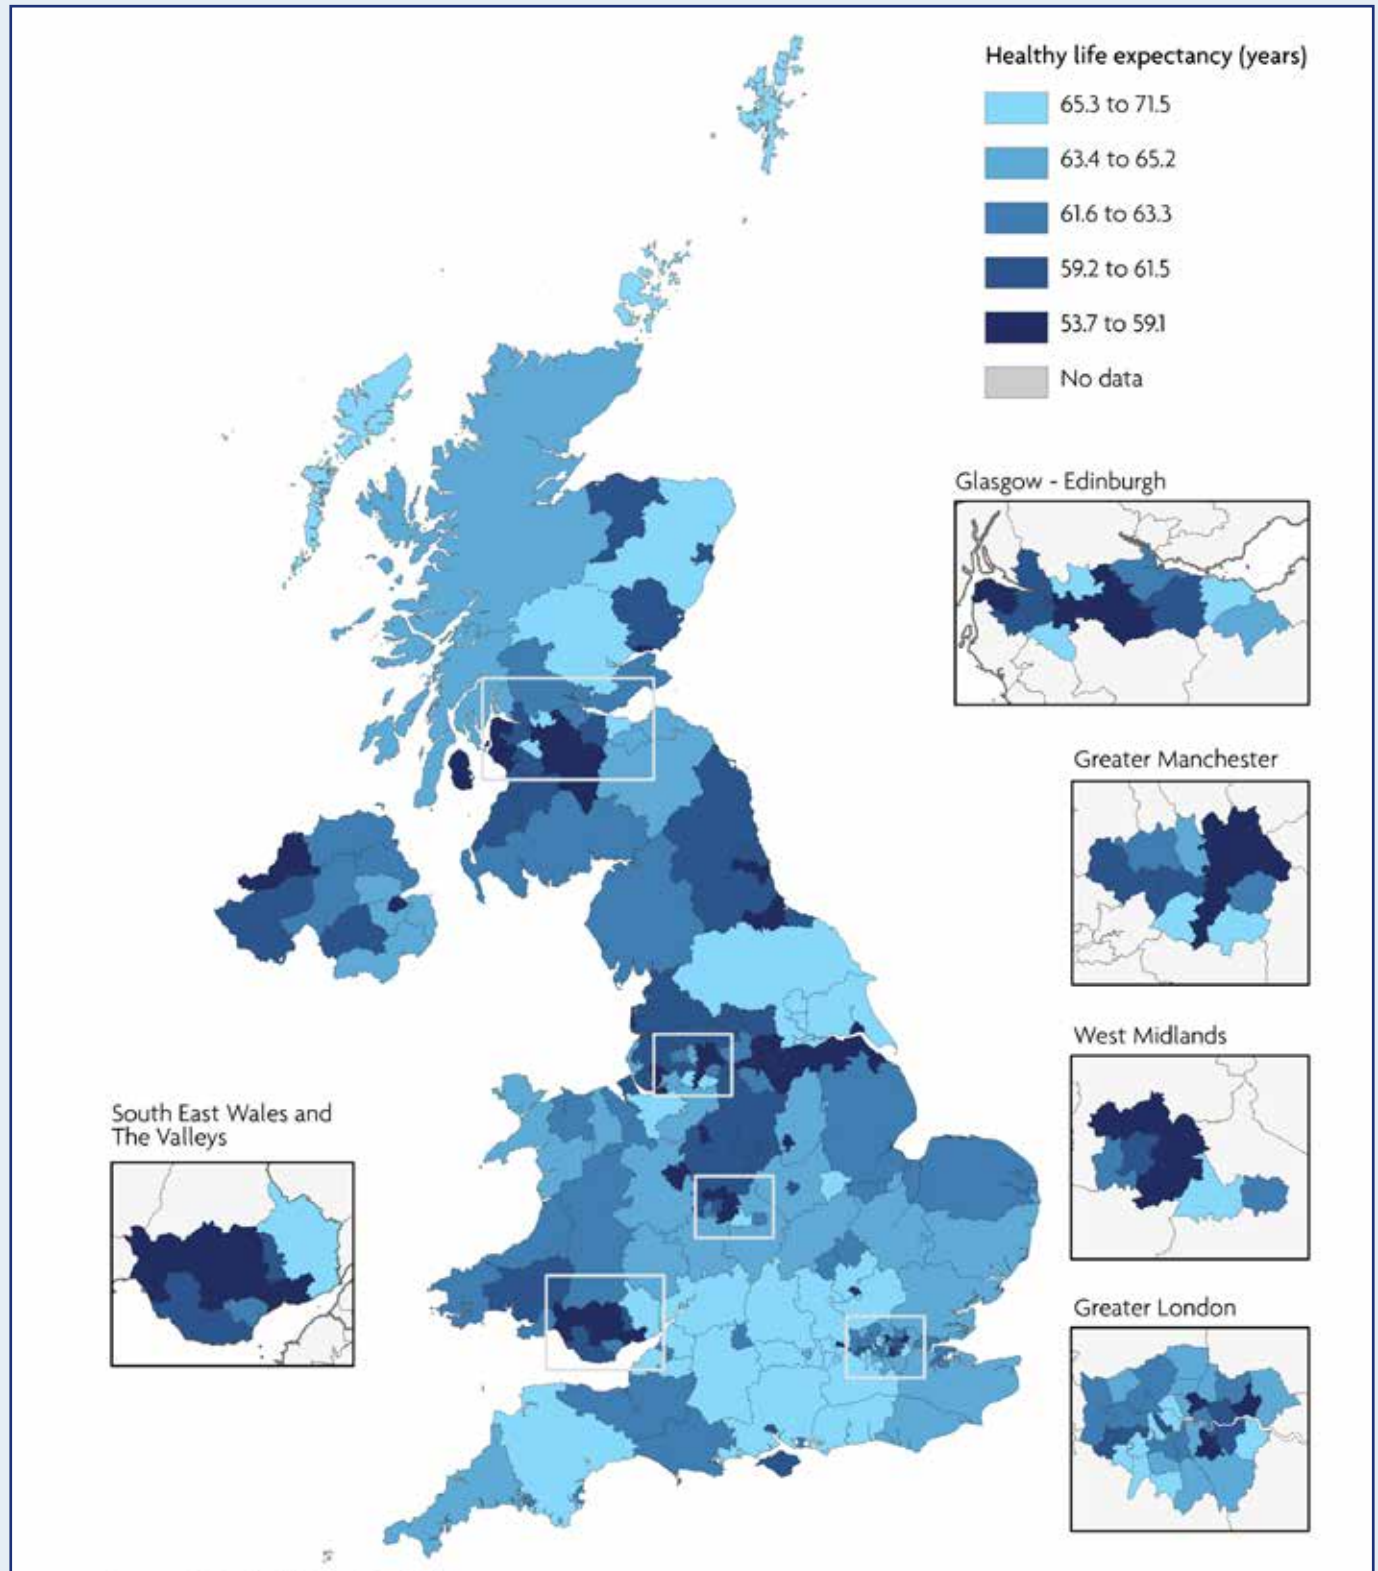 Healthy life expectancy (years)
65.3 to 71.5
63.4 to 65.2
61.6 to 63.3
59.2 to 61.5
53.7 to 59.1
No data
Glasgow - Edinburgh
Greater Manchester
West Midlands
South East Wales and
The Valleys
Greater London